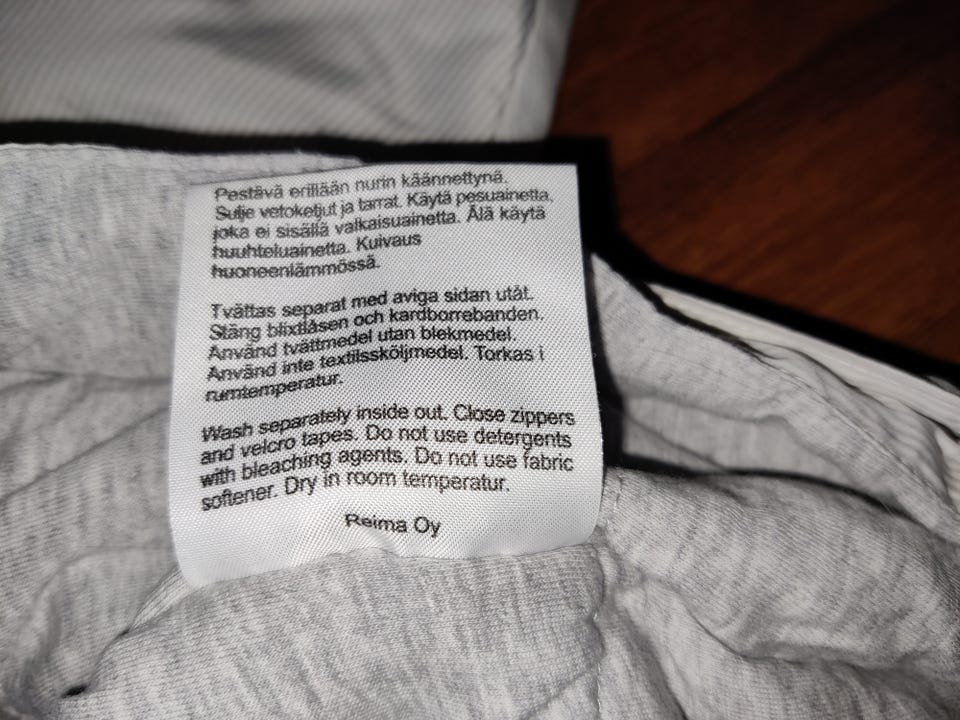 Pestävä erillään nurin käännettynä.
Sulje vetoketjut ja tarrat. Käytä pesuainetta,
joka ei sisällä valkaisuainetta. Älä käytä
huuhteluainetta. Kuivaus
huoneenlämmössä.
Tvättas separat med aviga sidan utåt.
Stäng blixtlåsen och kardborrebanden.
Använd tvättmedel utan blekmedel.
Använd inte textilssköljmedel. Torkas i
rumtemperatur.
Wash separately inside out. Close zippers
and velcro tapes. Do not use detergents
with bleaching agents. Do not use fabric
softener. Dry in room temperatur.
Reima Oy